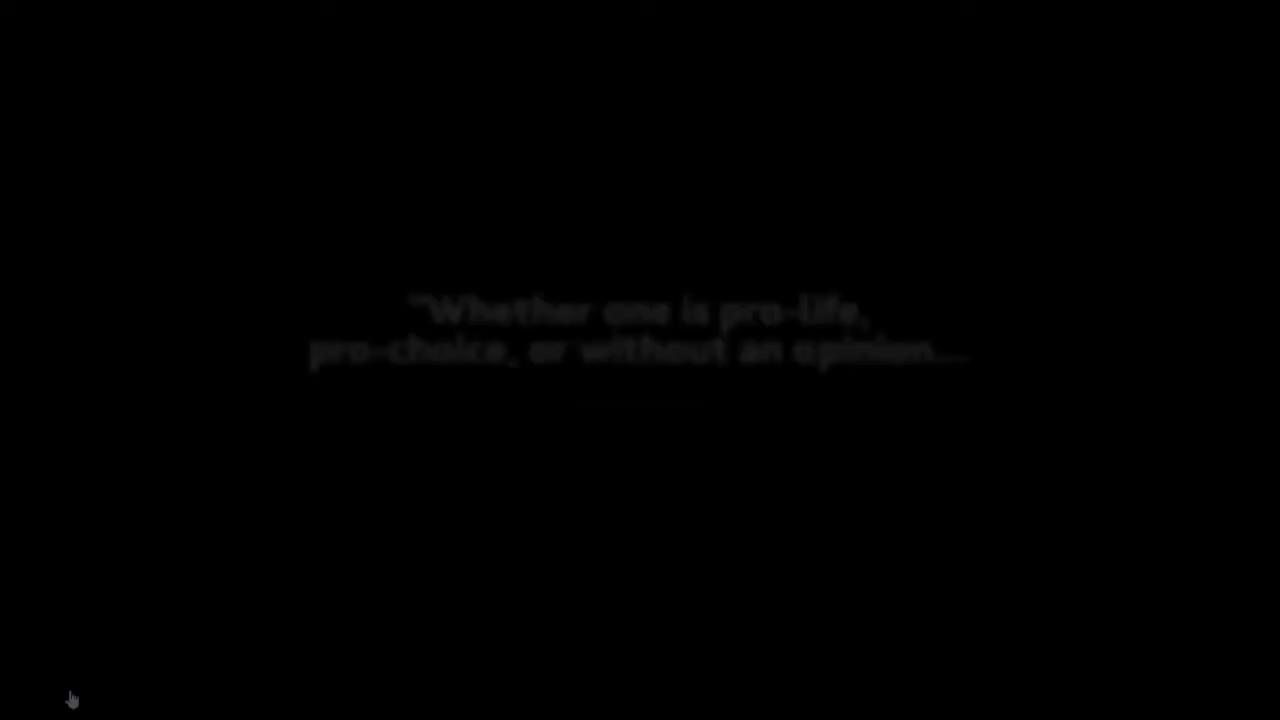 "Whether one is pro-life,
pro-choice, or without an opinion...